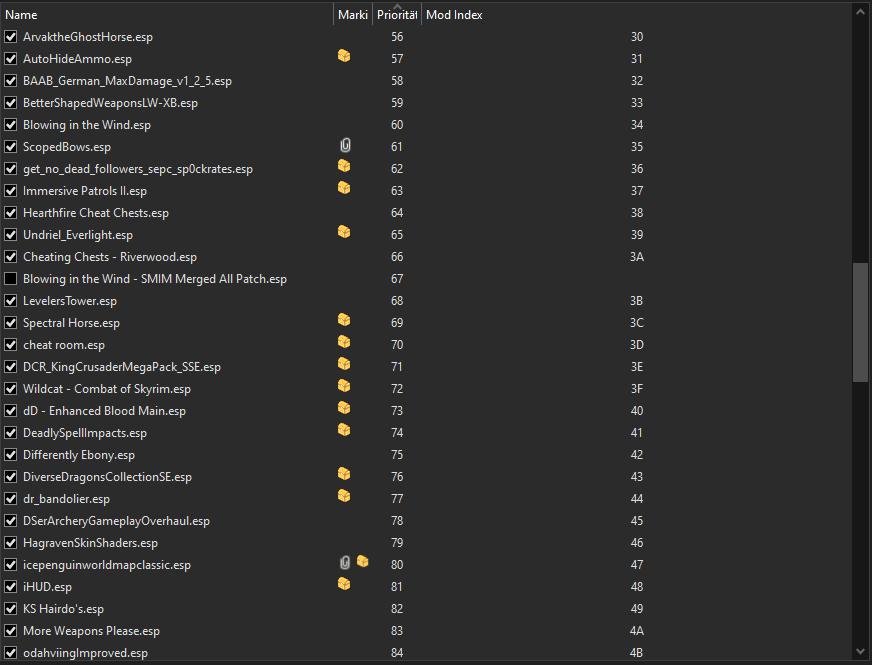 Name Marki Priorität Mod Index
ArvaktheGhostHorse.esp 56 30
AutoHideAmmo.esp 57 31
BAAB_German_MaxDamage_v1_2_5.esp 58 32
BetterShapedWeaponsLW-XB.esp 59 33
Blowing in the Wind.esp 60 34
ScopedBows.esp 61 35
get_no_dead_followers_sepc_sp0ckrates.esp 62 36
Immersive Patrols II.esp 63 37
Hearthfire Cheat Chests.esp 64 38
Undriel_Everlight.esp 65 39
Cheating Chests - Riverwood.esp 66 3A
Blowing in the Wind - SMIM Merged All Patch.esp 67
LevelersTower.esp 68 3B
Spectral Horse.esp 69 3C
cheat room.esp 70 3D
DCR_KingCrusaderMegaPack_SSE.esp 71 3E
Wildcat - Combat of Skyrim.esp 72 3F
dD - Enhanced Blood Main.esp 73 40
DeadlySpellImpacts.esp 74 41
Differently Ebony.esp 75 42
DiverseDragonsCollectionSE.esp 76 43
dr_bandolier.esp 77 44
DSerArcheryGameplayOverhaul.esp 78 45
HagravenSkinShaders.esp 79 46
icepenguinworldmapclassic.esp 80 47
iHUD.esp 81 48
KS Hairdo's.esp 82 49
More Weapons Please.esp 83 4A
odahviingImproved.esp 84 4B